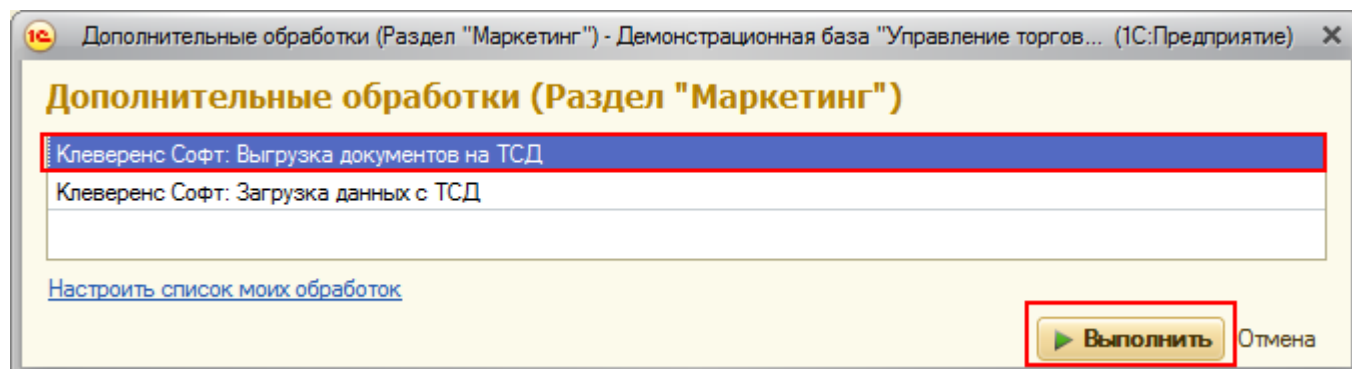 Дополнительные обработки (Раздел "Маркетинг") - Демонстрационная база "Управление торгов... (1С:Предприятие)
Дополнительные обработки (Раздел "Маркетинг")
Клеверенс Софт: Выгрузка документов на ТСД
Клеверенс Софт: Загрузка данных с ТСД
Настроить список моих обработок
Выполнить Отмена